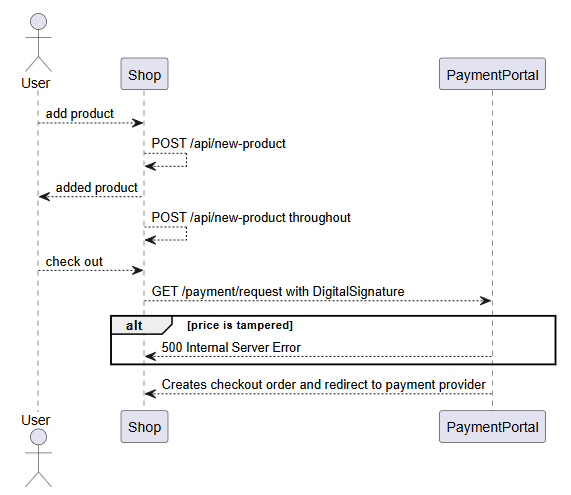 User
Shop
PaymentPortal
add product
POST /api/new-product
added product
POST /api/new-product throughout
check out
GET /payment/request with DigitalSignature
alt [price is tampered]
500 Internal Server Error
Creates checkout order and redirect to payment provider
User
Shop
PaymentPortal